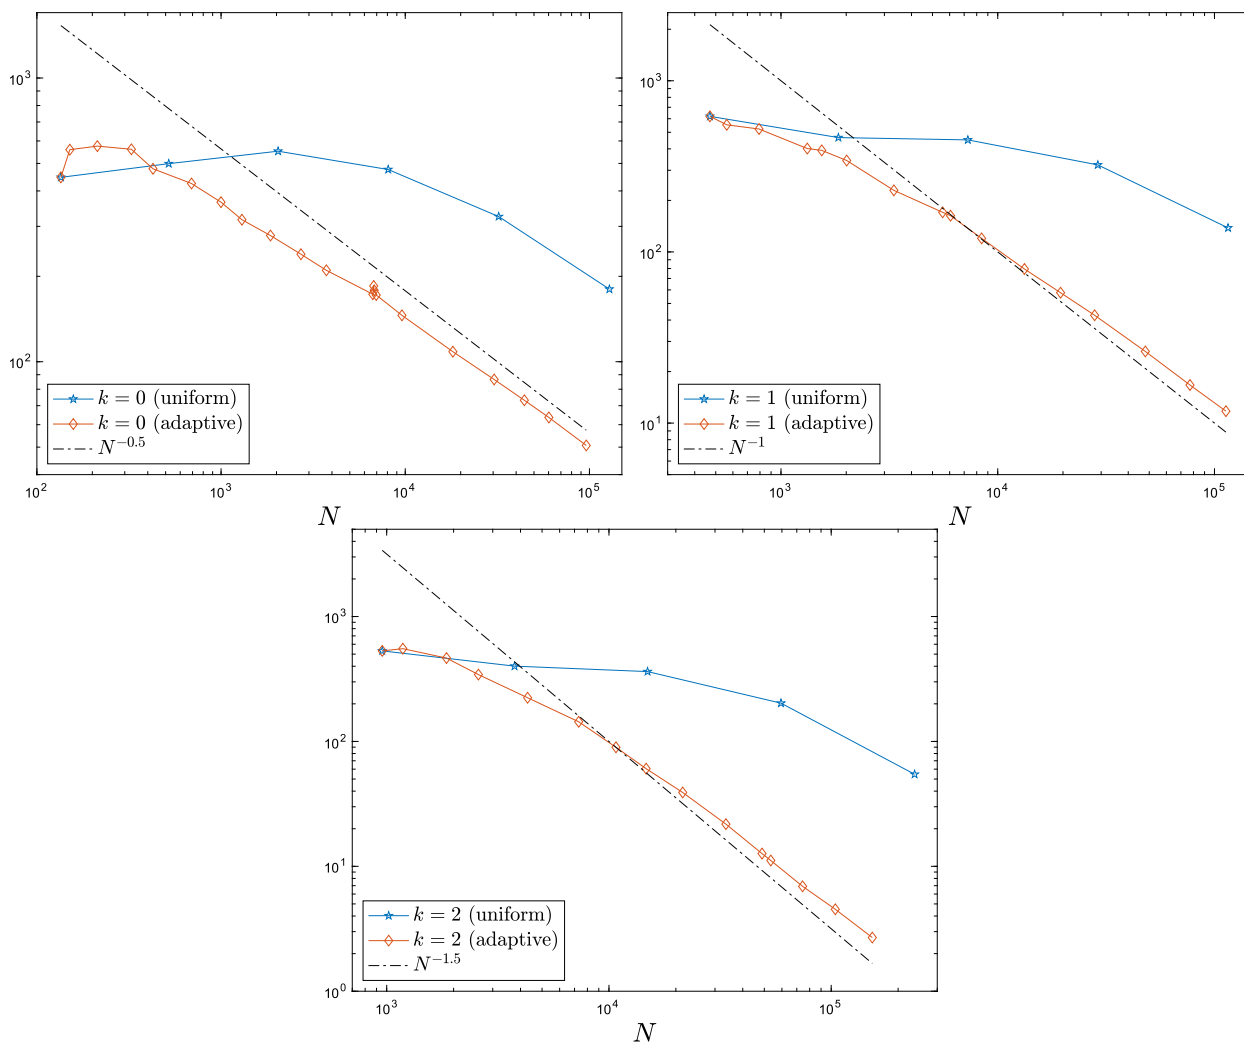 10^3
10^2
k = 0 (uniform)
k = 0 (adaptive)
N^{-0.5}
10^2 10^3 10^4 10^5
N
10^3
10^2
10^1
k = 1 (uniform)
k = 1 (adaptive)
N^{-1}
10^3 10^4 10^5
N
10^3
10^2
10^1
10^0
k = 2 (uniform)
k = 2 (adaptive)
N^{-1.5}
10^3 10^4 10^5
N